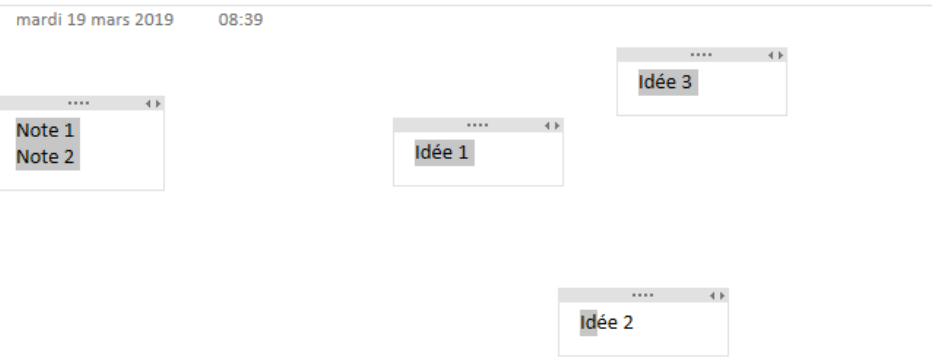 mardi 19 mars 2019 08:39
Idée 3
Note 1
Note 2
Idée 1
Idée 2